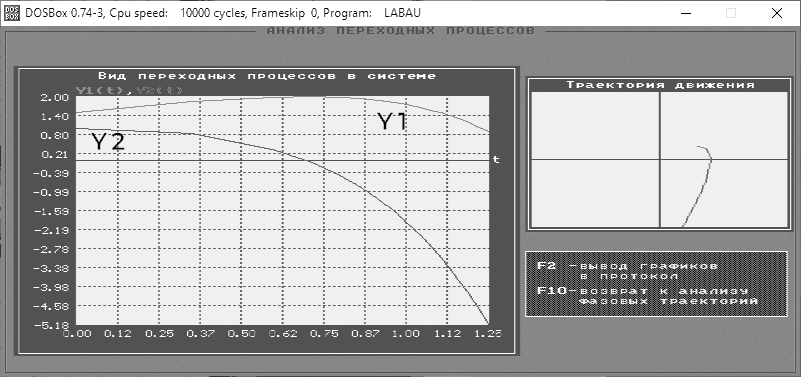 DOSBox 0.74-3, Cpu speed: 10000 cycles, Frameskip 0, Program: LABAU
АНАЛИЗ ПЕРЕХОДНЫХ ПРОЦЕССОВ
Вид переходных процессов в системе
Y1(t), Y2(t)
2.00
1.40
0.80
0.21
-0.39
-0.99
-1.59
-2.19
-2.78
-3.38
-3.98
-4.58
-5.18
Y1
Y2
t
0.00 0.12 0.25 0.37 0.50 0.62 0.75 0.87 1.00 1.12 1.25
Траектория движения
F2 -вывод графиков
в протокол
F10-возврат к анализу
фазовых траекторий